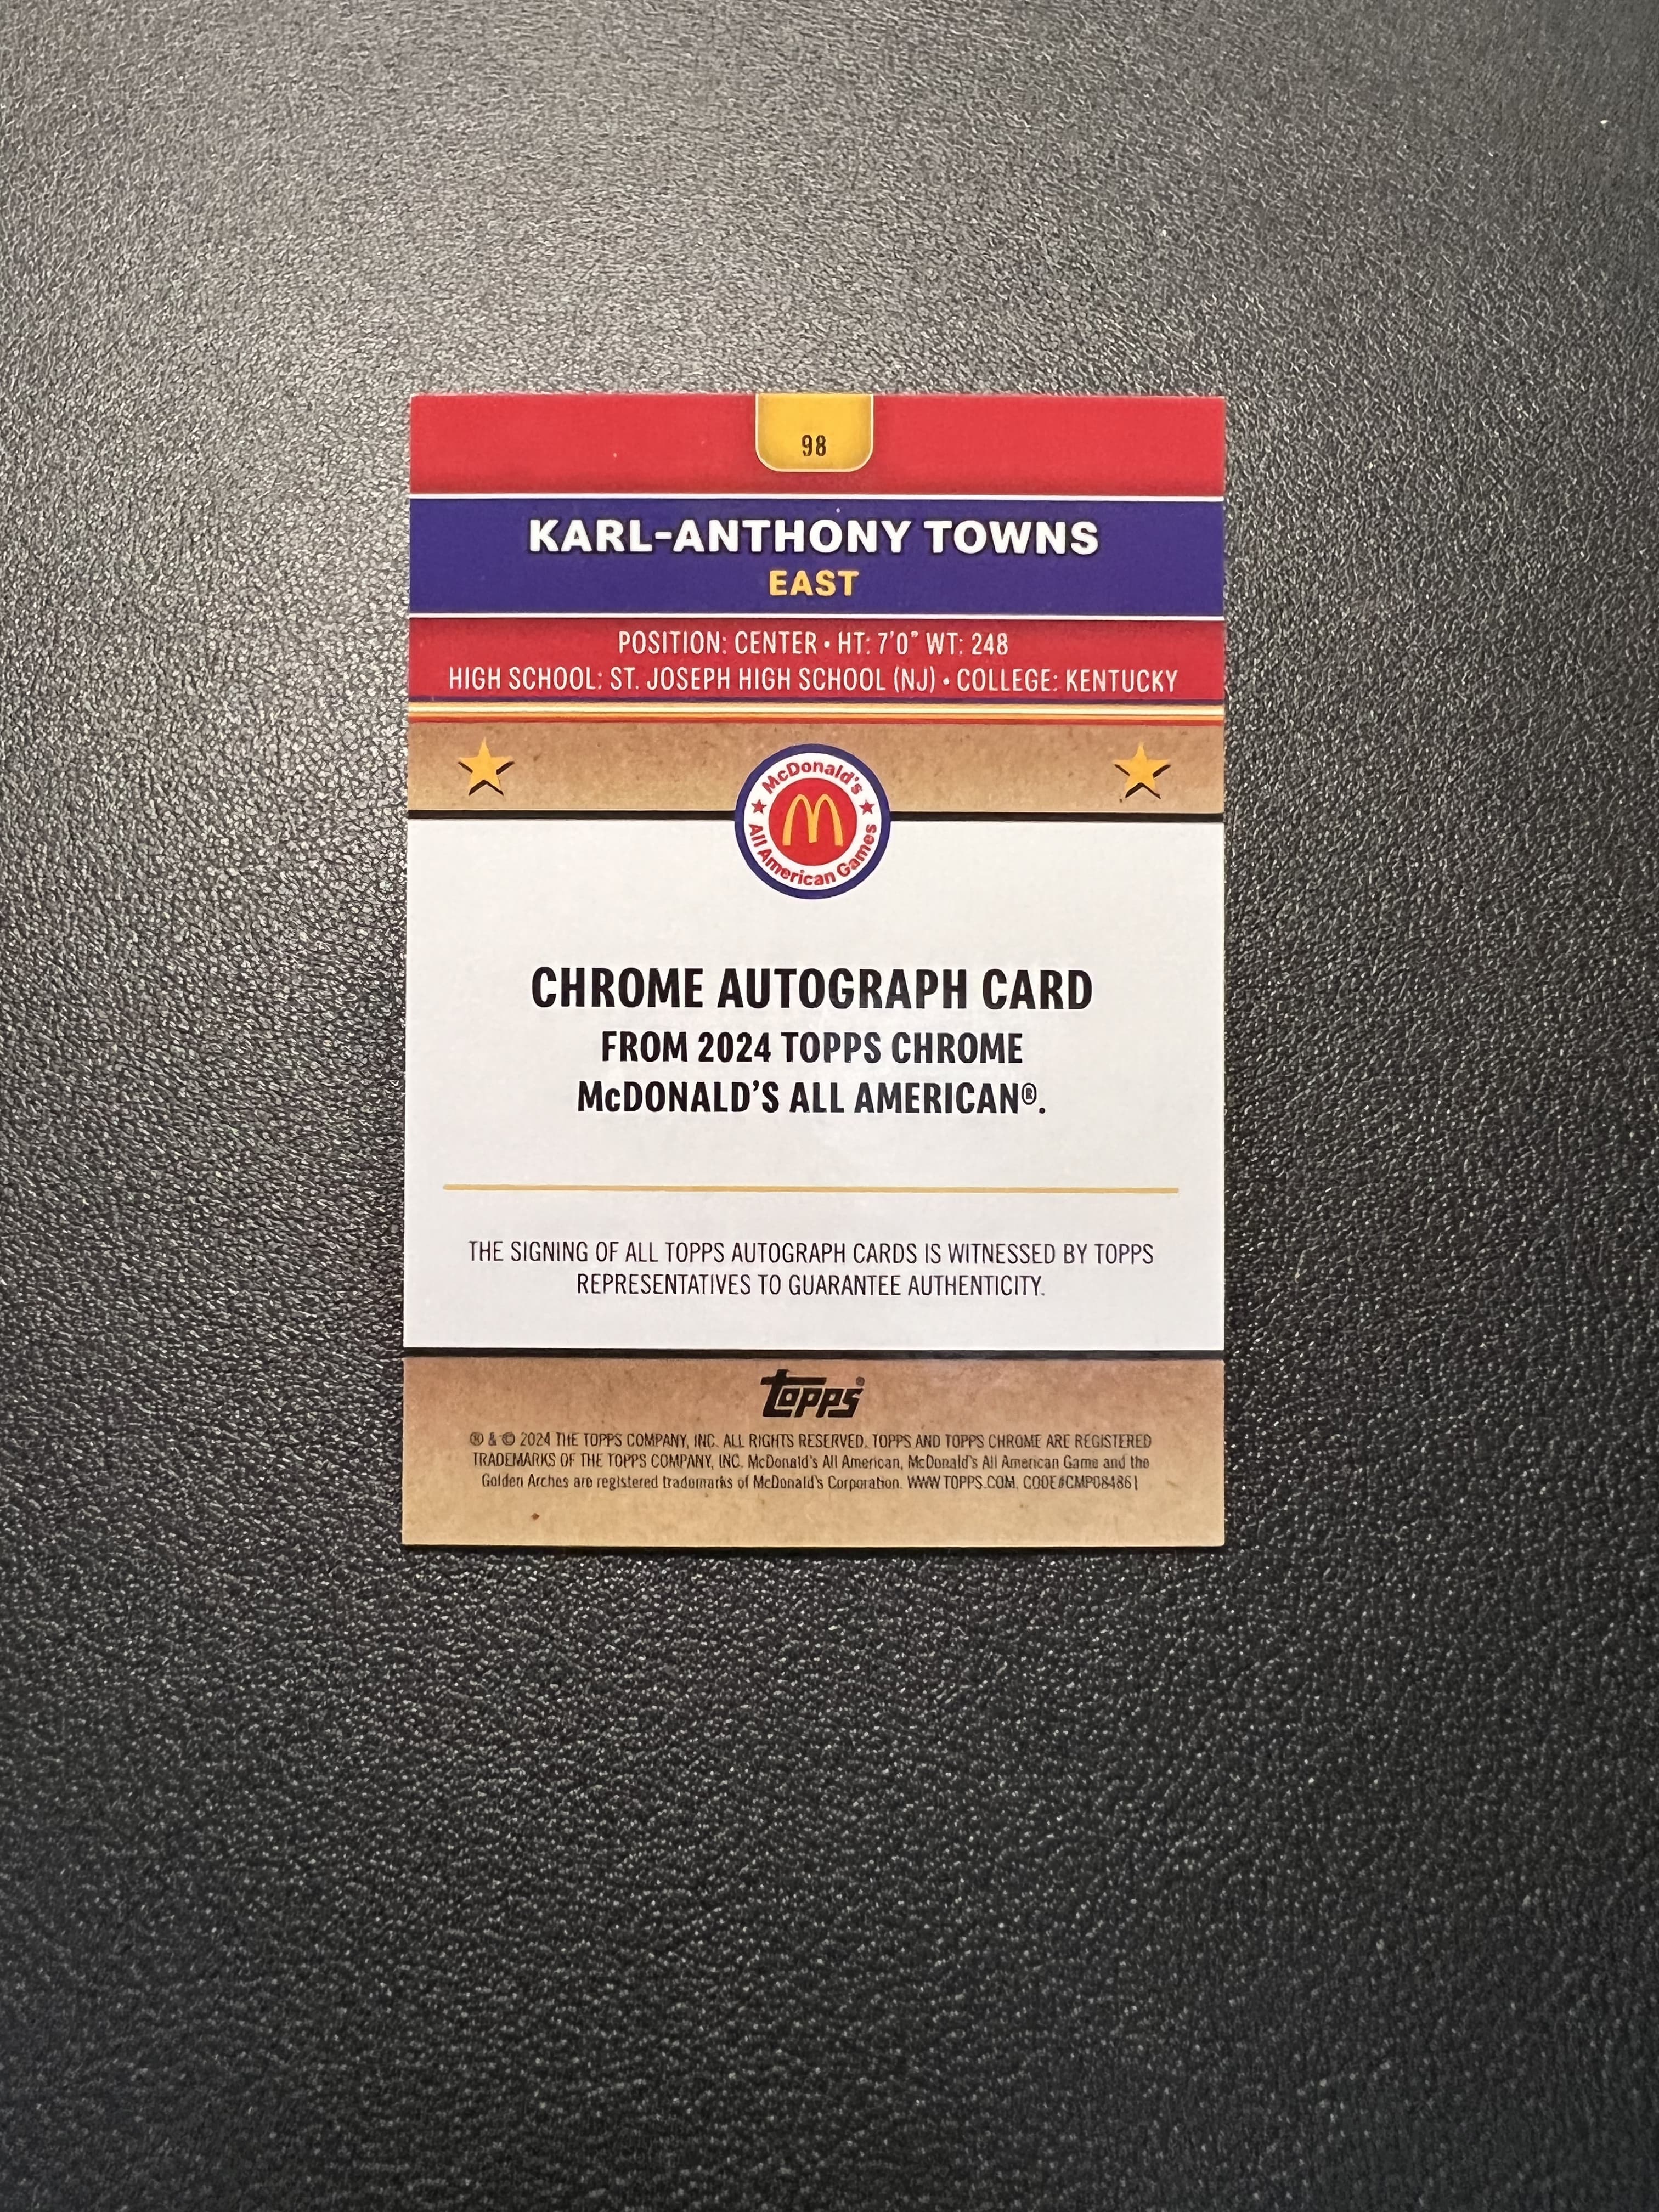 98
KARL-ANTHONY TOWNS
EAST
POSITION: CENTER • HT: 7'0" WT: 248
HIGH SCHOOL: ST. JOSEPH HIGH SCHOOL (NJ) • COLLEGE: KENTUCKY
McDonald's
All American Games
CHROME AUTOGRAPH CARD
FROM 2024 TOPPS CHROME
McDONALD'S ALL AMERICAN®.
THE SIGNING OF ALL TOPPS AUTOGRAPH CARDS IS WITNESSED BY TOPPS
REPRESENTATIVES TO GUARANTEE AUTHENTICITY.
topps®
® & © 2024 THE TOPPS COMPANY, INC. ALL RIGHTS RESERVED. TOPPS AND TOPPS CHROME ARE REGISTERED
TRADEMARKS OF THE TOPPS COMPANY, INC. McDonald's All American, McDonald's All American Game and the
Golden Arches are registered trademarks of McDonald's Corporation. WWW.TOPPS.COM. CODE#CMP084861